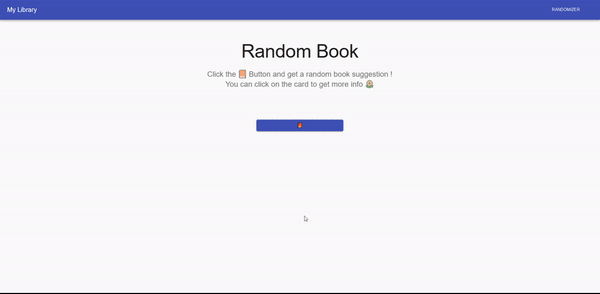 My Library
RANDOMIZER
Random Book
Click the 📙 Button and get a random book suggestion !
You can click on the card to get more info 🕵️